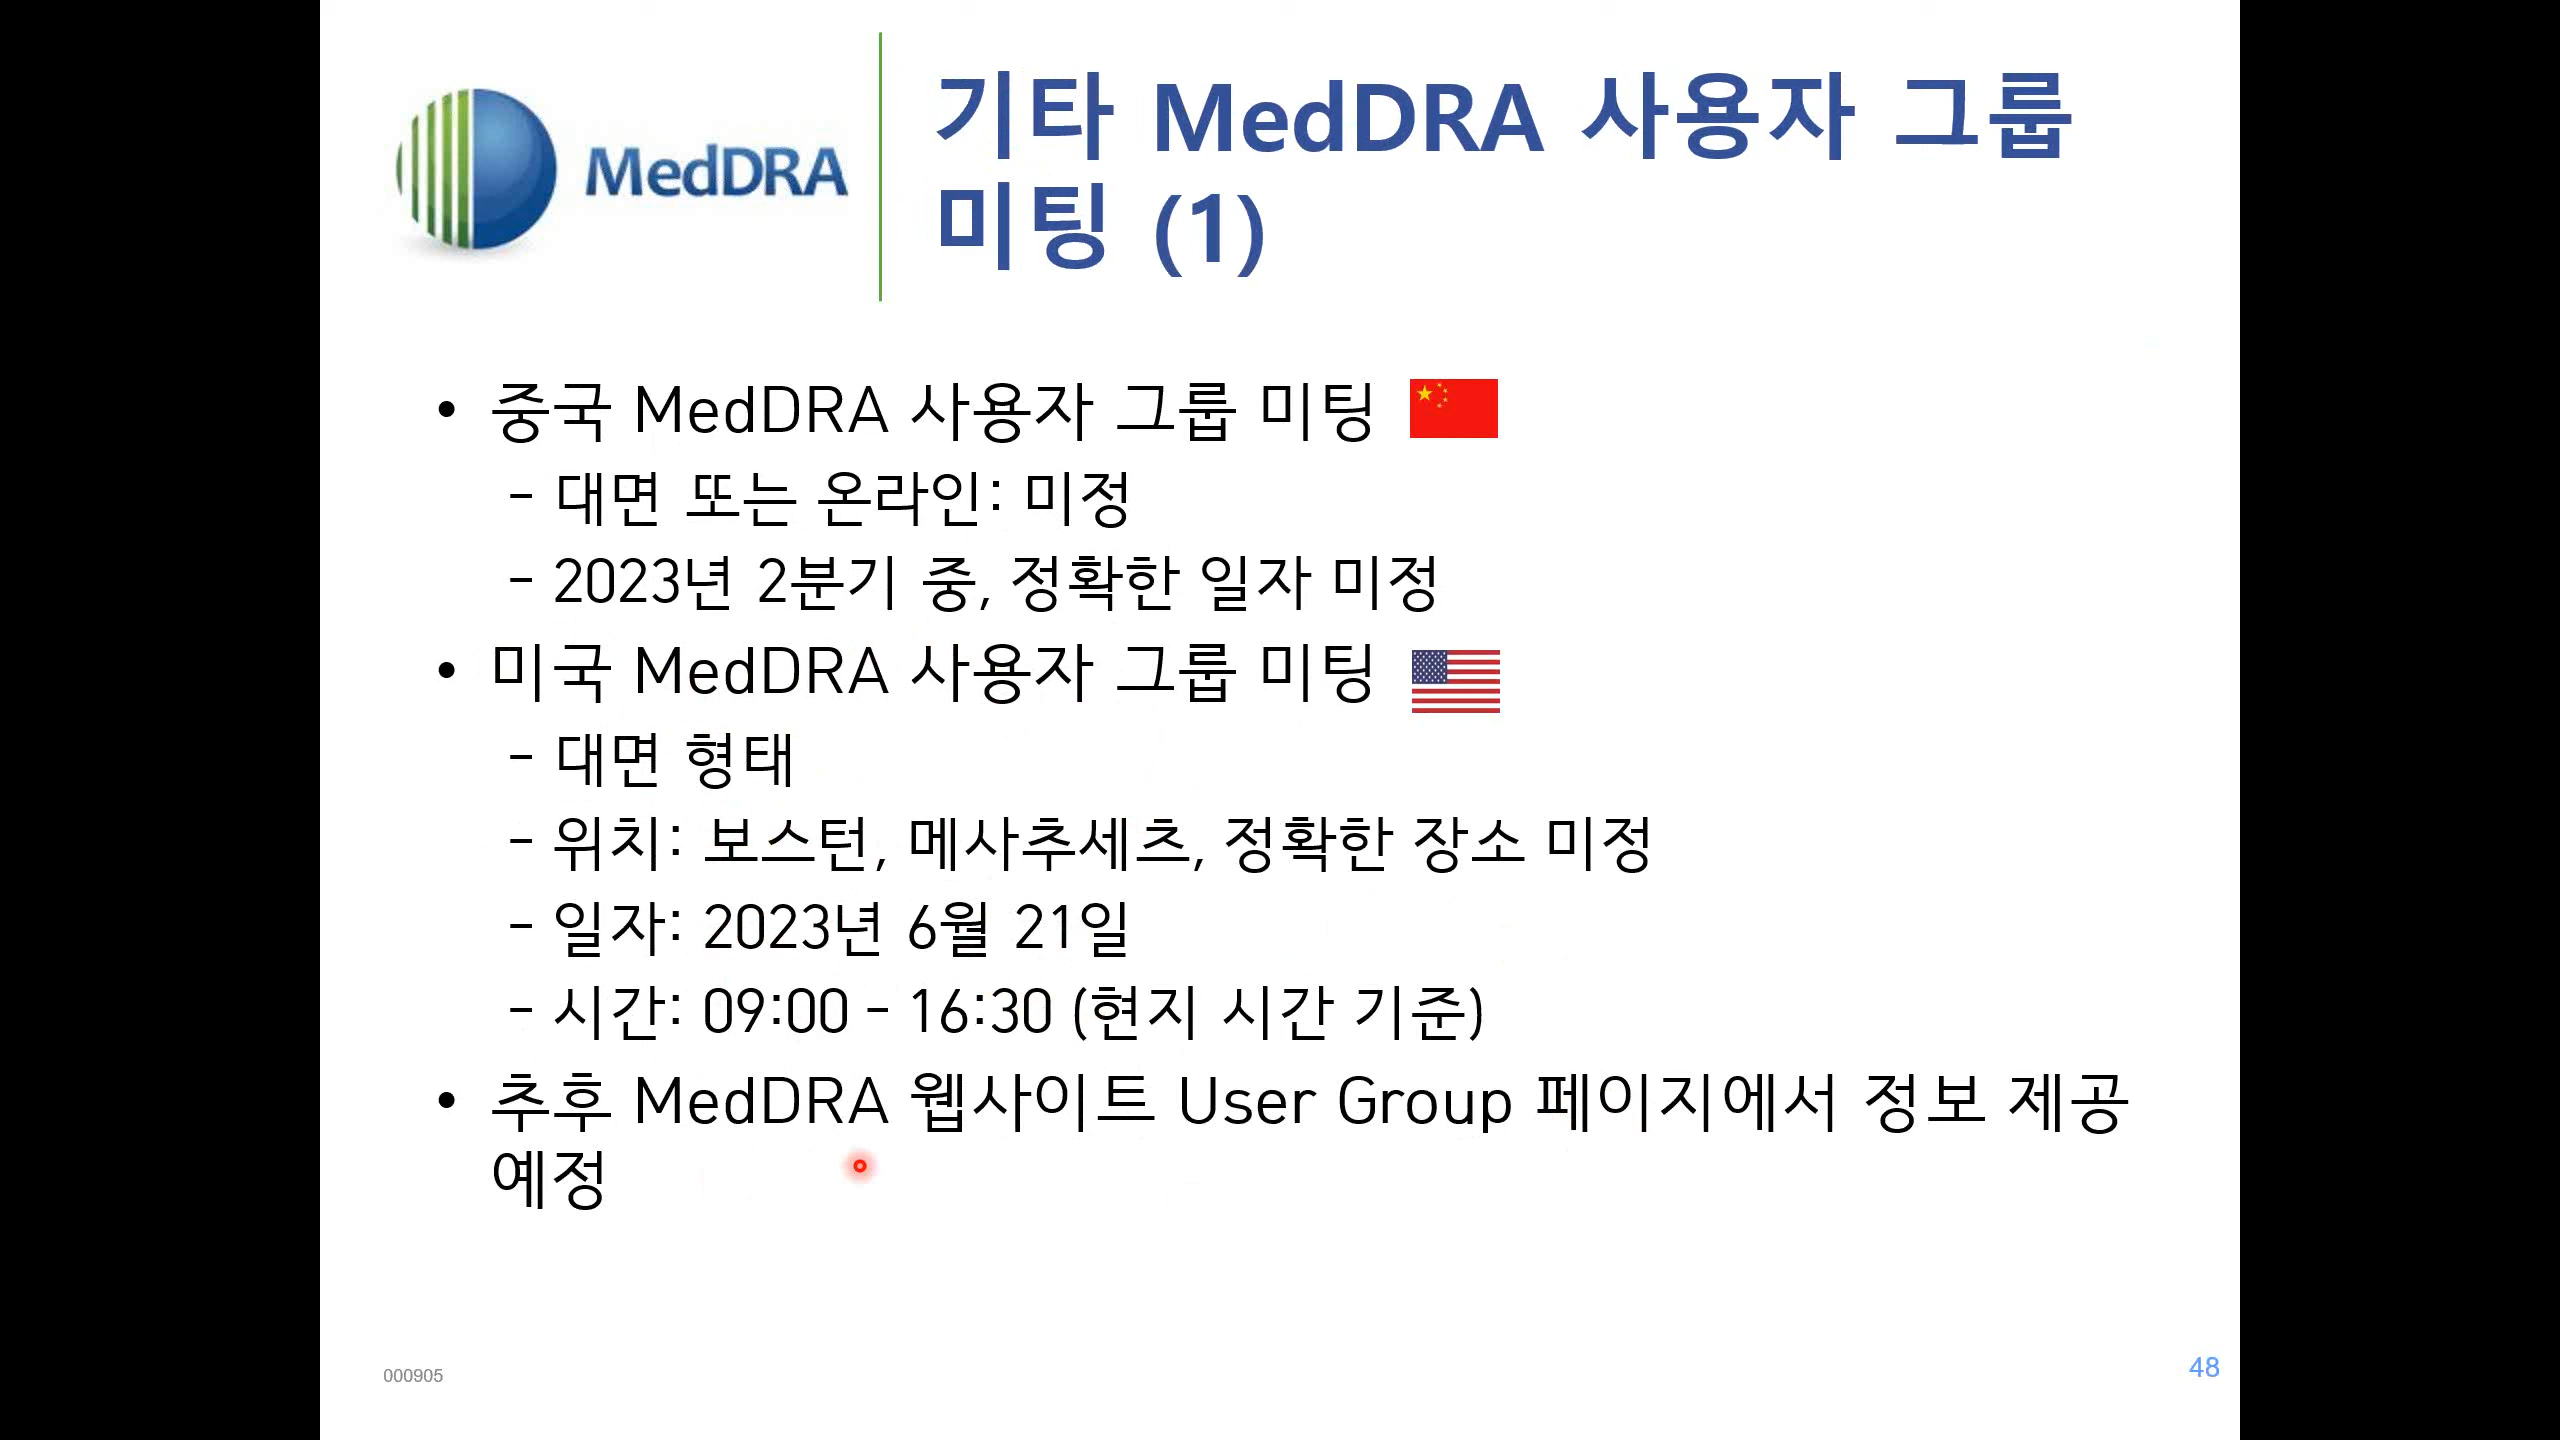 MedDRA
기타 MedDRA 사용자 그룹
미팅 (1)
• 중국 MedDRA 사용자 그룹 미팅
- 대면 또는 온라인: 미정
- 2023년 2분기 중, 정확한 일자 미정
• 미국 MedDRA 사용자 그룹 미팅
- 대면 형태
- 위치: 보스턴, 메사추세츠, 정확한 장소 미정
- 일자: 2023년 6월 21일
- 시간: 09:00 - 16:30 (현지 시간 기준)
• 추후 MedDRA 웹사이트 User Group 페이지에서 정보 제공
예정
000905
48